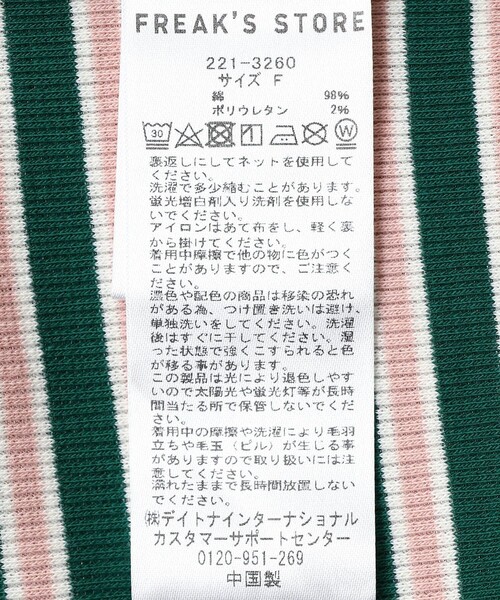 FREAK'S STORE
221-3260
サイズ F
綿 98%
ポリウレタン 2%
30
W
裏返しにしてネットを使用して
ください。
洗濯で多少縮むことがあります。
蛍光増白剤入り洗剤を使用しな
いでください。
アイロンはあて布をし、軽く裏
から掛けてください。
着用中摩擦で他の物に色がつく
ことがありますので、ご注意く
ださい。
濃色や配色の商品は移染の恐れ
がある為、つけ置き洗いは避け、
単独洗いをしてください。洗濯
後はすぐに干してください。湿
った状態で強くこすられると色
が移る事があります。
この製品は光により退色しやす
いので太陽光や蛍光灯等が長時
間当たる所で保管しないでくだ
さい。
着用中の摩擦や洗濯により毛羽
立ちや毛玉(ピル)が生じる事
がありますので取り扱いには注
意してください。
濡れたままで長時間放置しない
でください。
㈱デイトナインターナショナル
カスタマーサポートセンター
0120-951-269
中国製